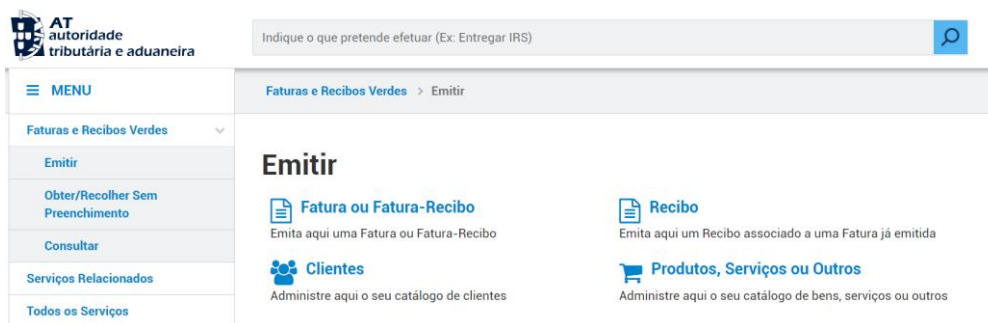 AT
autoridade
tributária e aduaneira
Indique o que pretende efetuar (Ex: Entregar IRS)
MENU
Faturas e Recibos Verdes > Emitir
Faturas e Recibos Verdes
Emitir
Obter/Recolher Sem
Preenchimento
Consultar
Serviços Relacionados
Todos os Serviços
Emitir
Fatura ou Fatura-Recibo
Emita aqui uma Fatura ou Fatura-Recibo
Recibo
Emita aqui um Recibo associado a uma Fatura já emitida
Clientes
Administre aqui o seu catálogo de clientes
Produtos, Serviços ou Outros
Administre aqui o seu catálogo de bens, serviços ou outros